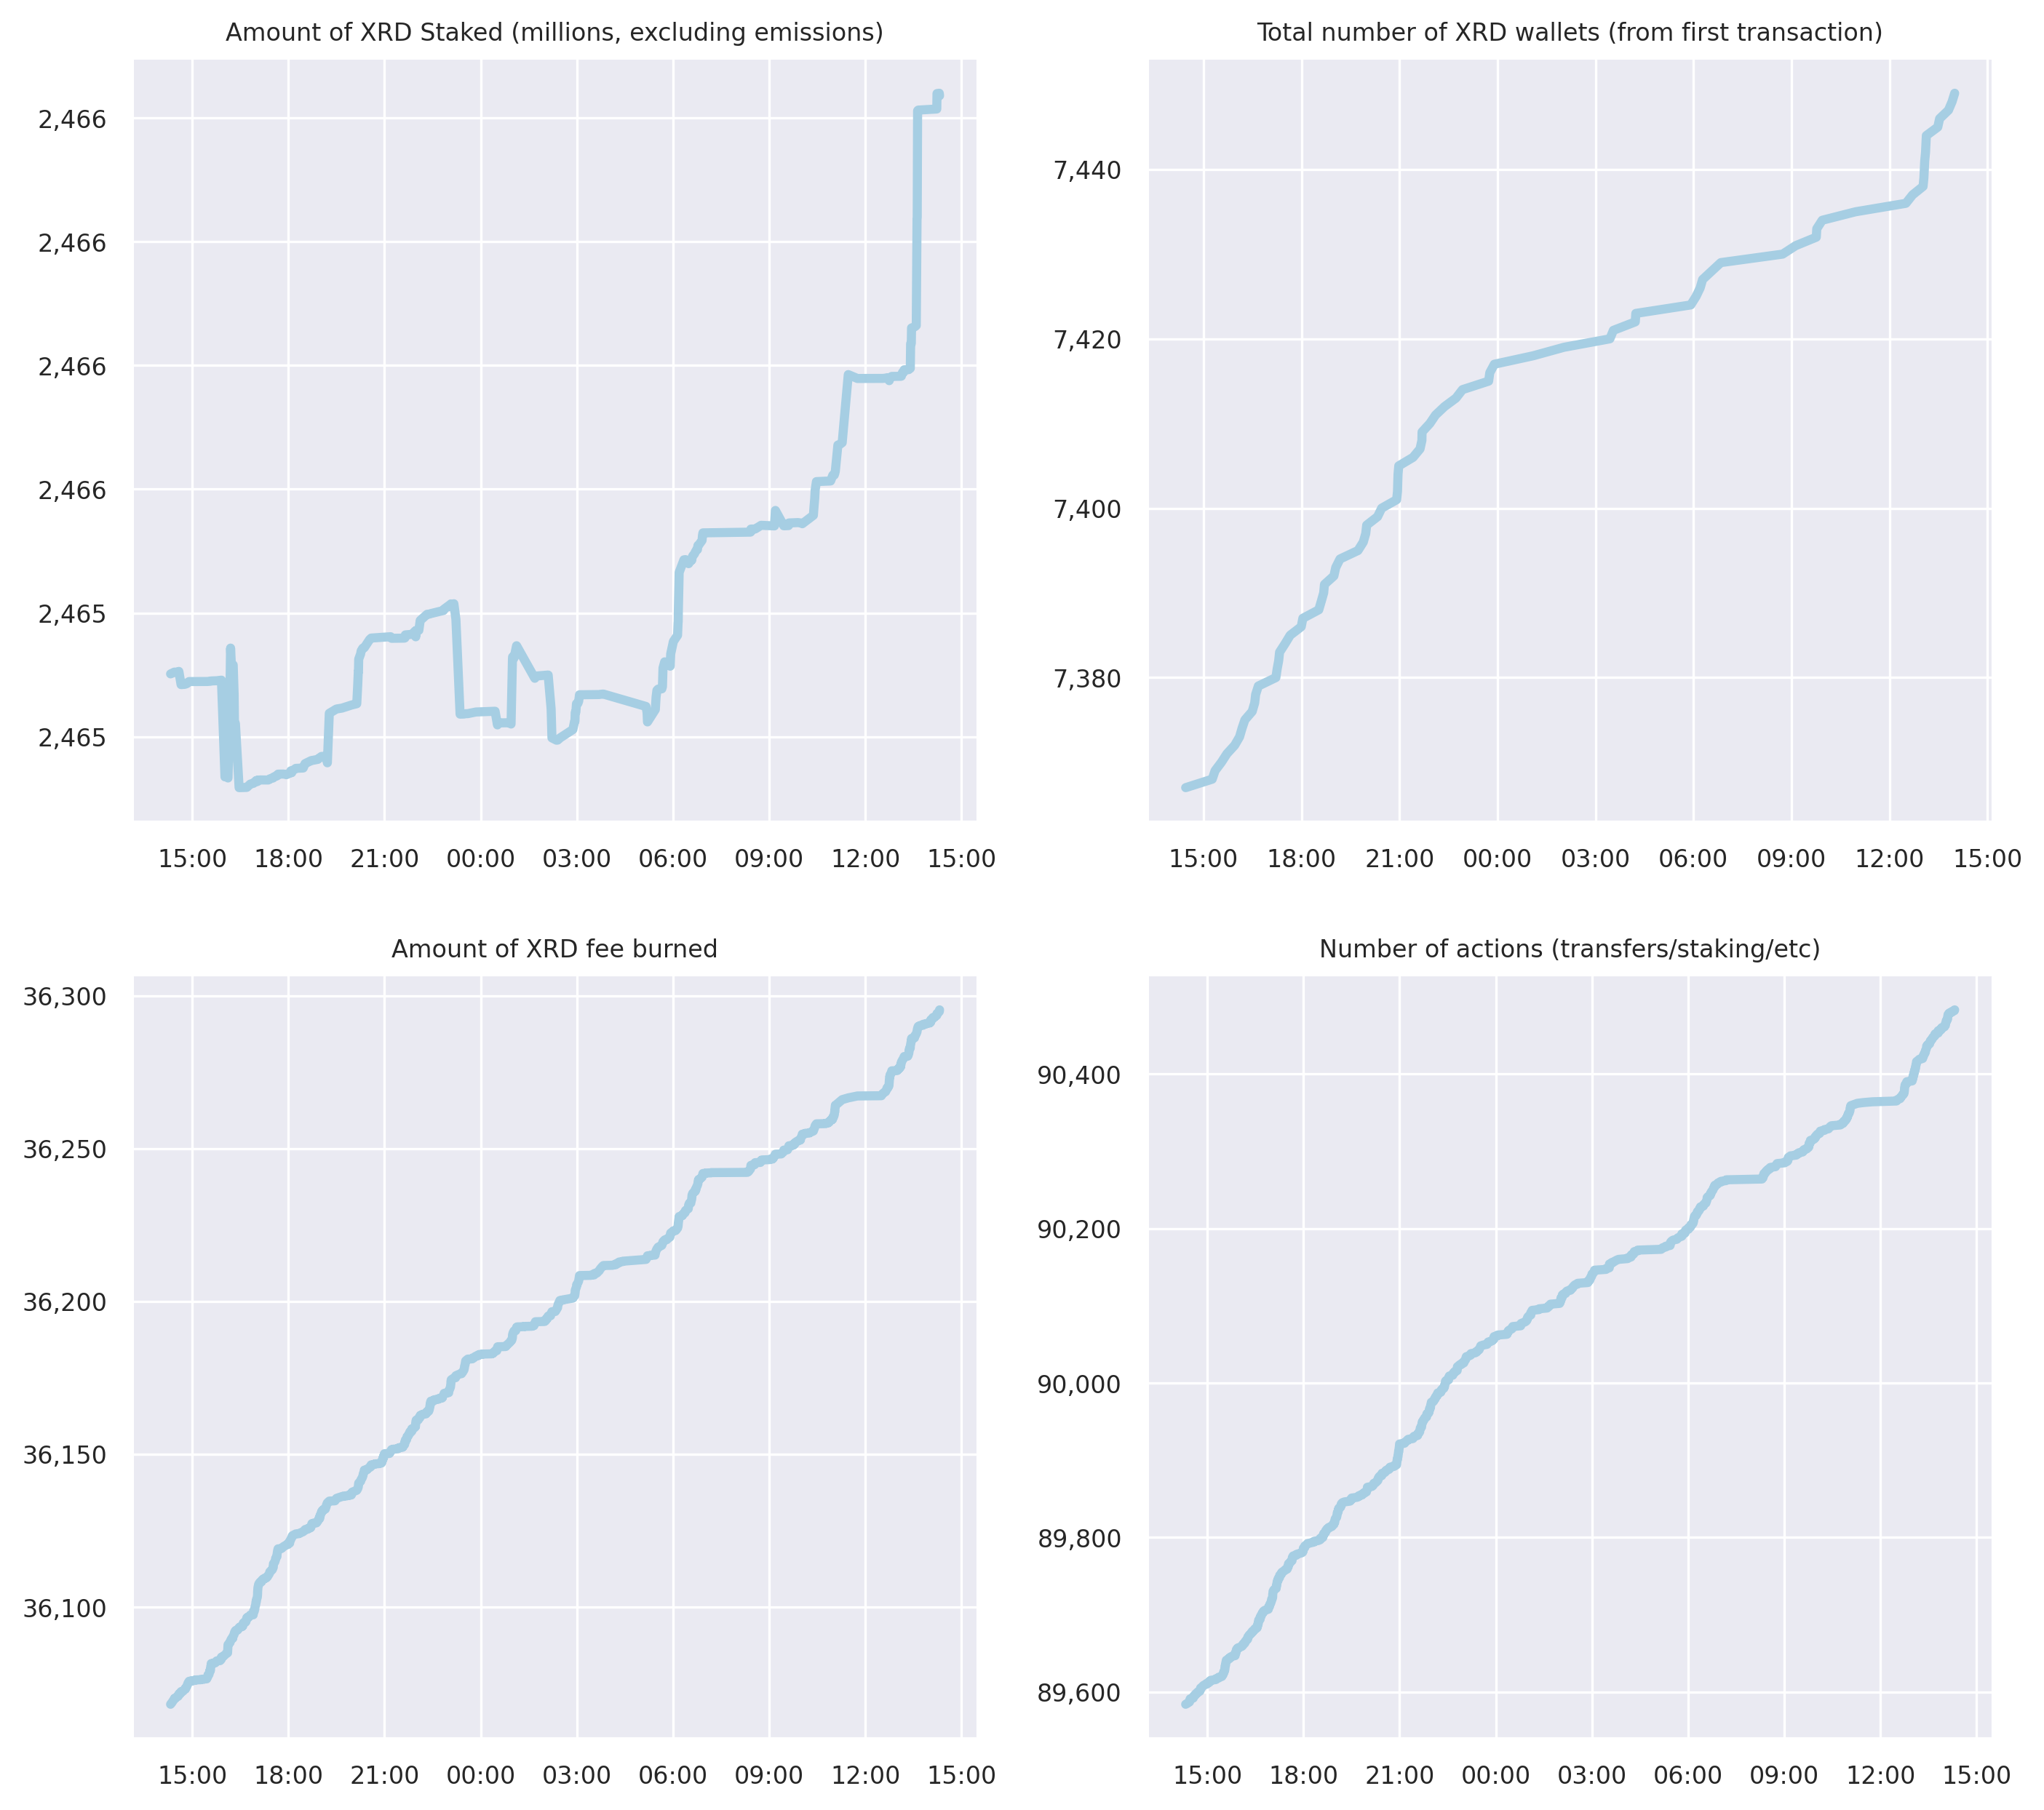 Amount of XRD Staked (millions, excluding emissions)
2,466
2,466
2,466
2,466
2,465
2,465
15:00 18:00 21:00 00:00 03:00 06:00 09:00 12:00 15:00
Total number of XRD wallets (from first transaction)
7,440
7,420
7,400
7,380
15:00 18:00 21:00 00:00 03:00 06:00 09:00 12:00 15:00
Amount of XRD fee burned
36,300
36,250
36,200
36,150
36,100
15:00 18:00 21:00 00:00 03:00 06:00 09:00 12:00 15:00
Number of actions (transfers/staking/etc)
90,400
90,200
90,000
89,800
89,600
15:00 18:00 21:00 00:00 03:00 06:00 09:00 12:00 15:00